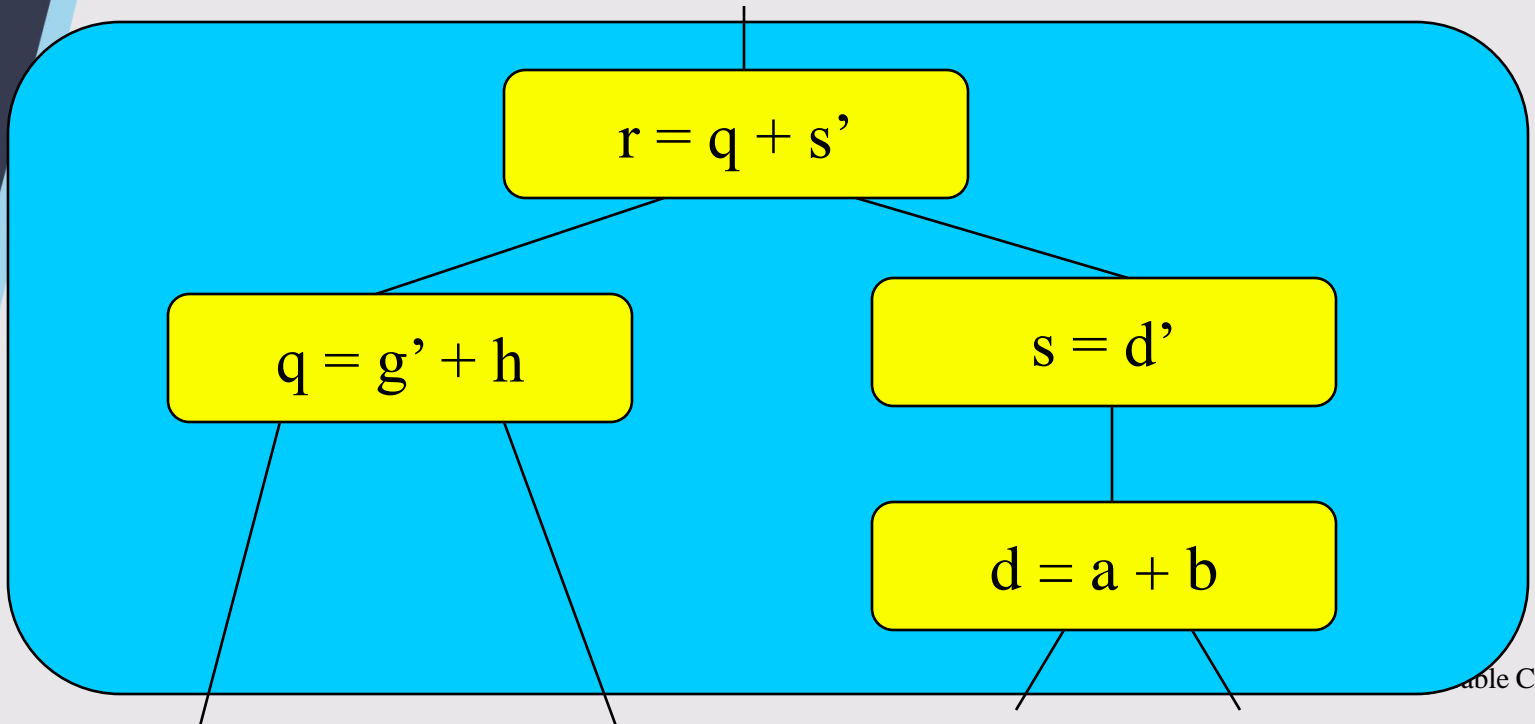 r = q + s’
q = g’ + h
s = d’
d = a + b